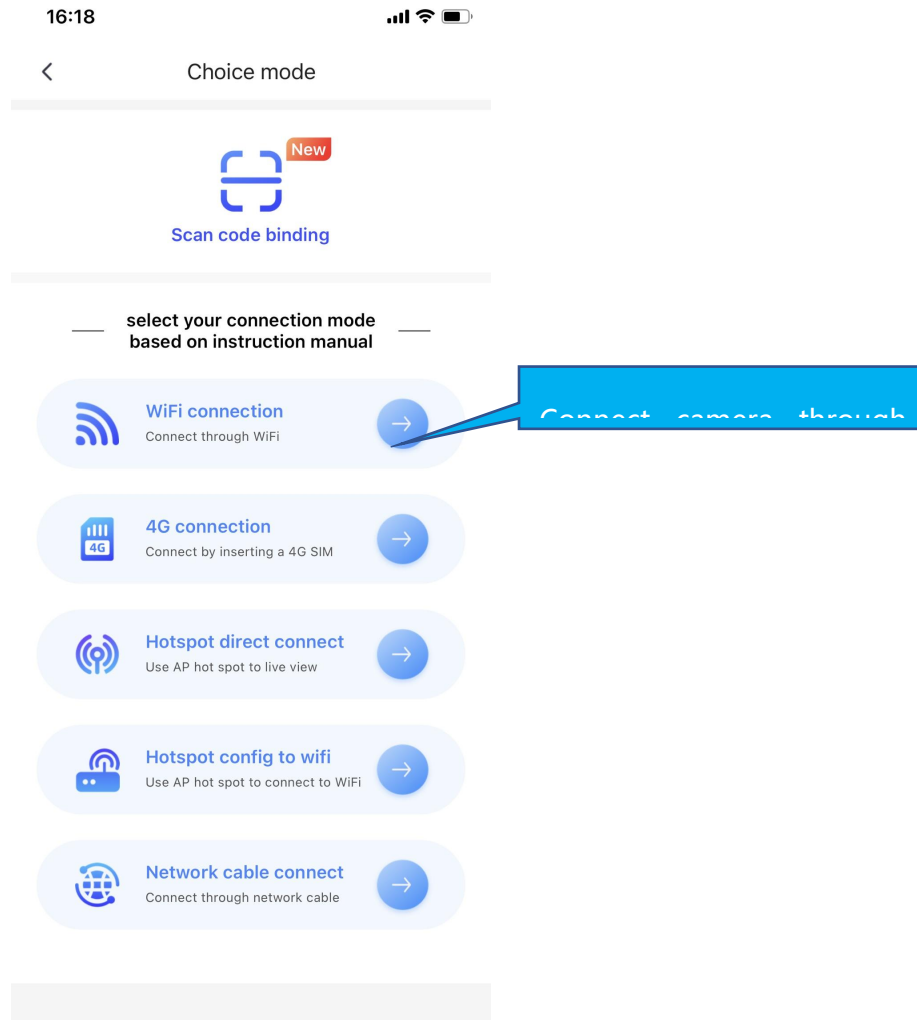 16:18
Choice mode
New
Scan code binding
select your connection mode
based on instruction manual
WiFi connection
Connect through WiFi
Connect camera through
4G connection
4G
Connect by inserting a 4G SIM
Hotspot direct connect
Use AP hot spot to live view
Hotspot config to wifi
Use AP hot spot to connect to WiFi
Network cable connect
Connect through network cable